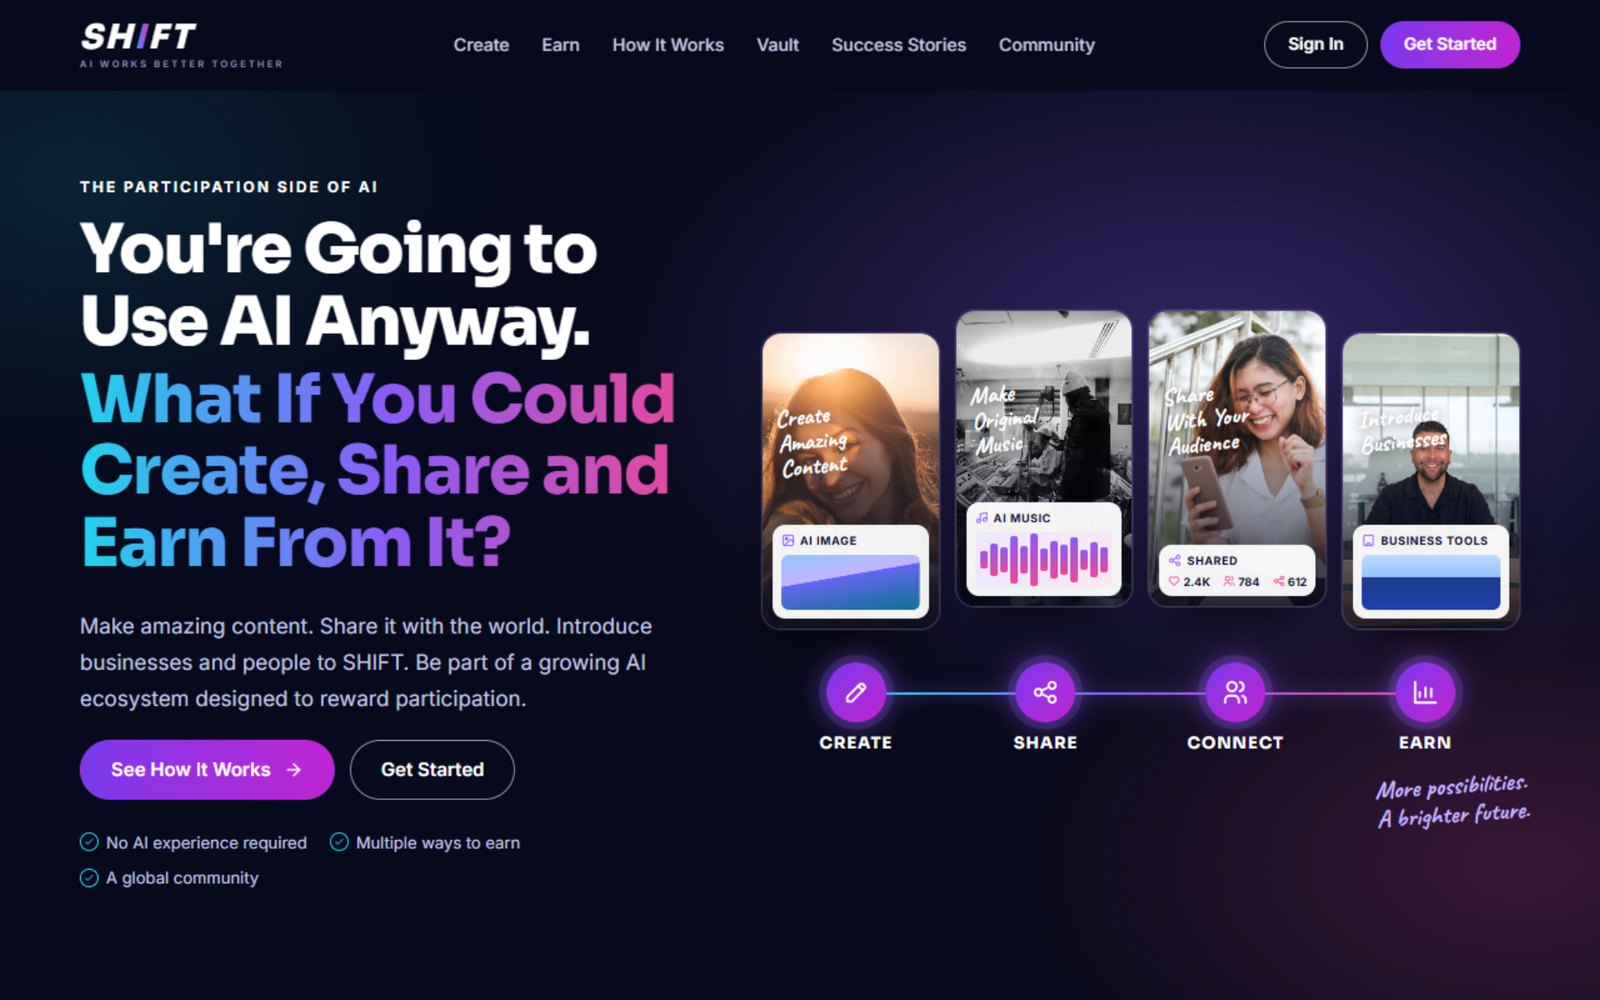 SHIFT
AI WORKS BETTER TOGETHER
Create
Earn
How It Works
Vault
Success Stories
Community
Sign In
Get Started
THE PARTICIPATION SIDE OF AI
You're Going to
Use AI Anyway.
What If You Could
Create, Share and
Earn From It?
Make amazing content. Share it with the world. Introduce
businesses and people to SHIFT. Be part of a growing AI
ecosystem designed to reward participation.
See How It Works
Get Started
No AI experience required
Multiple ways to earn
A global community
Create
Amazing
Content
AI IMAGE
Make
Original
Music
AI MUSIC
Share
With Your
Audience
SHARED
2.4K
784
612
Introduce
Businesses
BUSINESS TOOLS
CREATE
SHARE
CONNECT
EARN
More possibilities.
A brighter future.